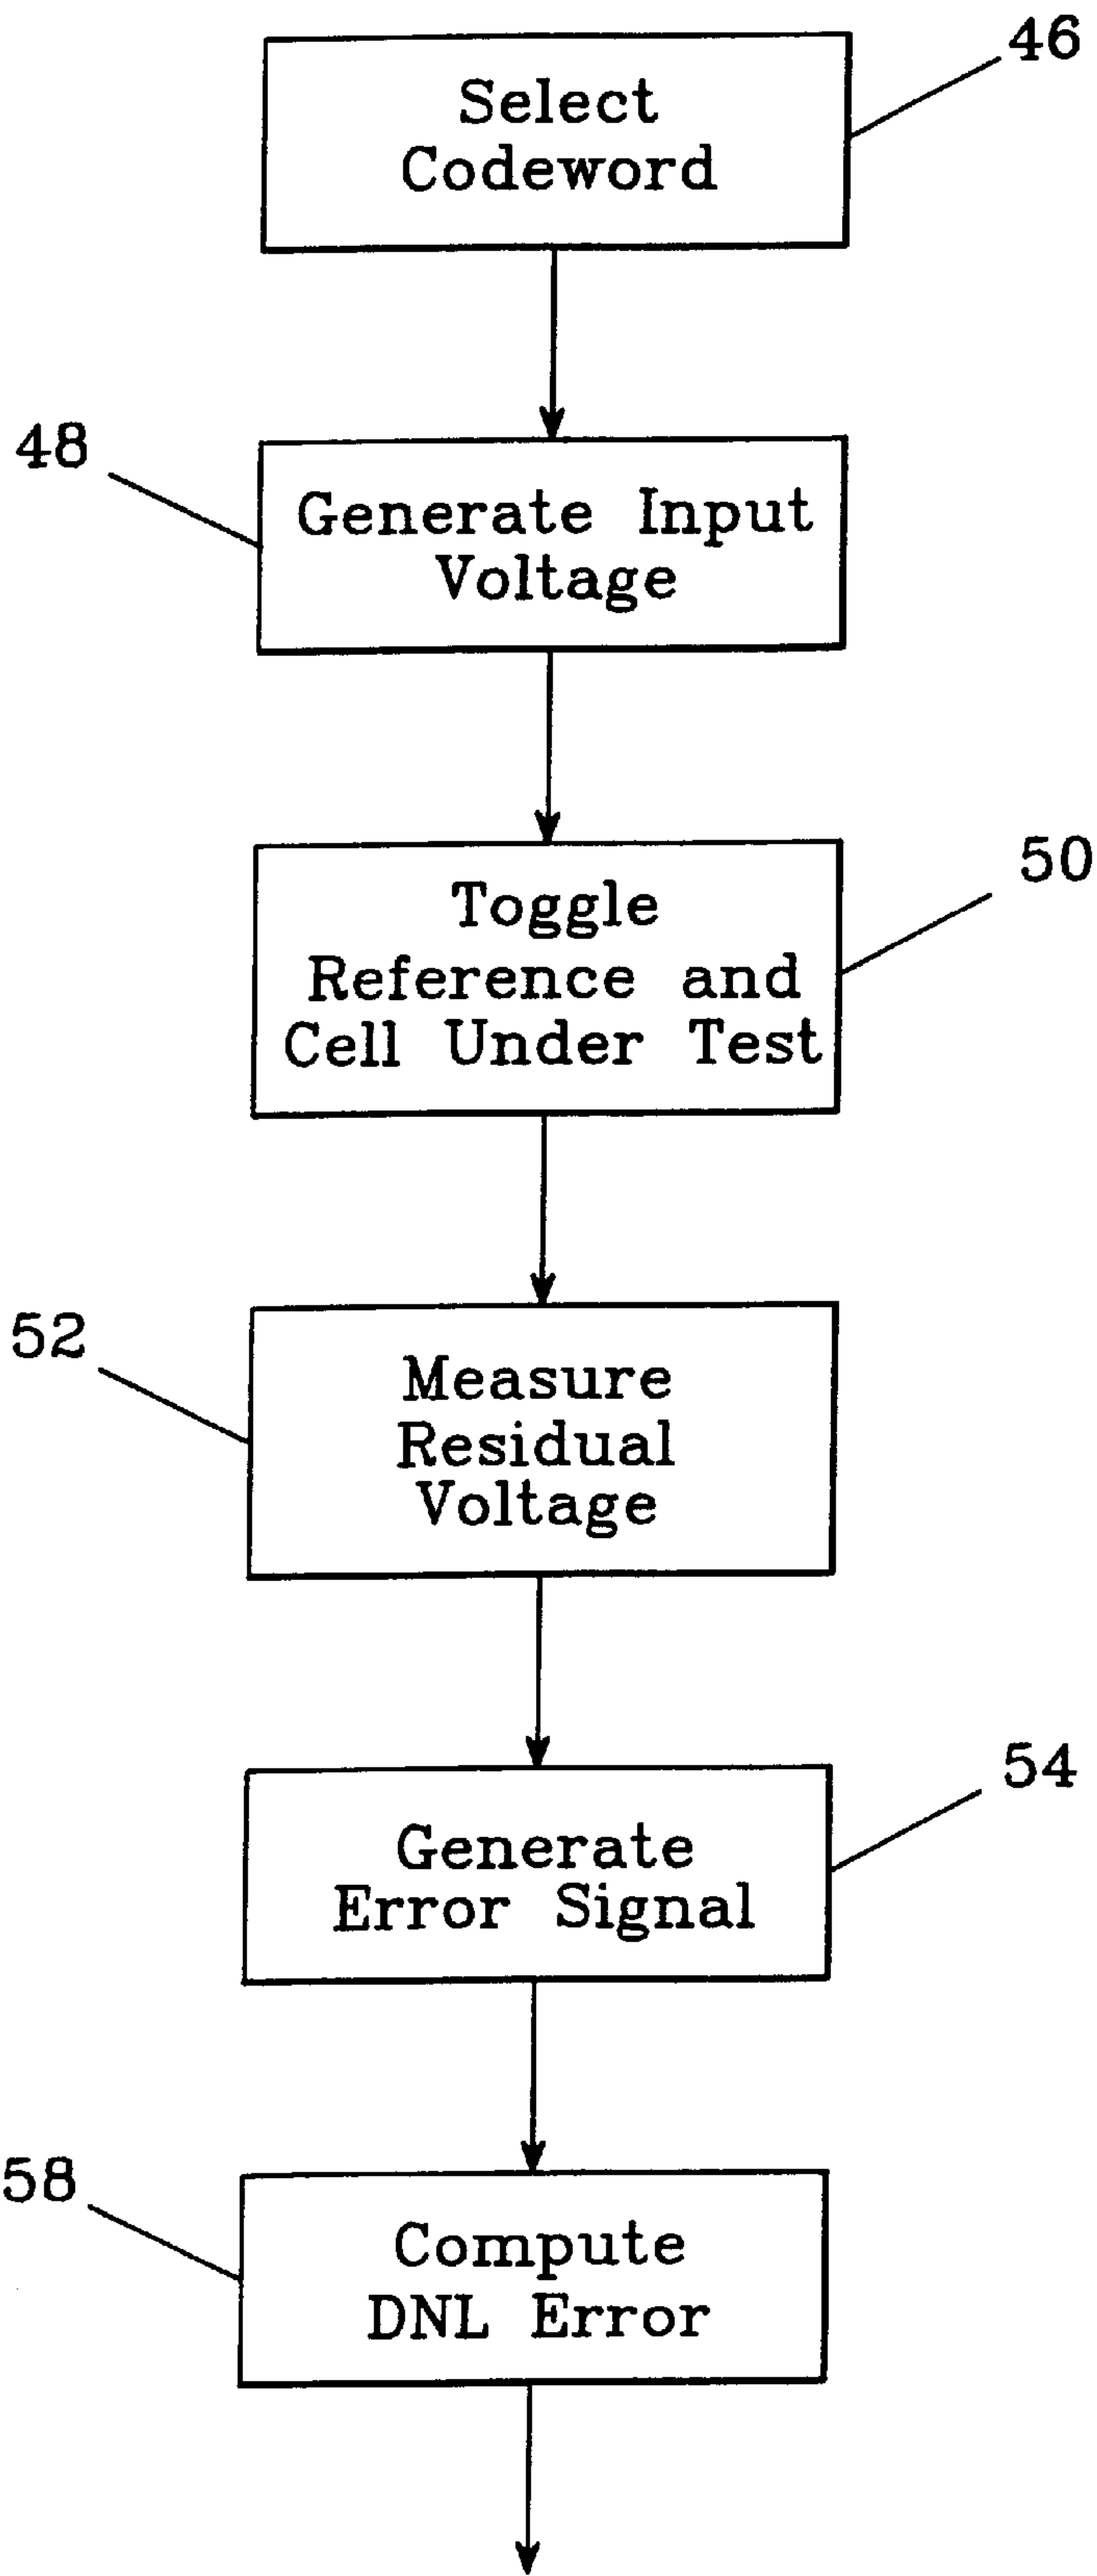 46
Select
Codeword
48
Generate Input
Voltage
50
Toggle
Reference and
Cell Under Test
52
Measure
Residual
Voltage
54
Generate
Error Signal
58
Compute
DNL Error